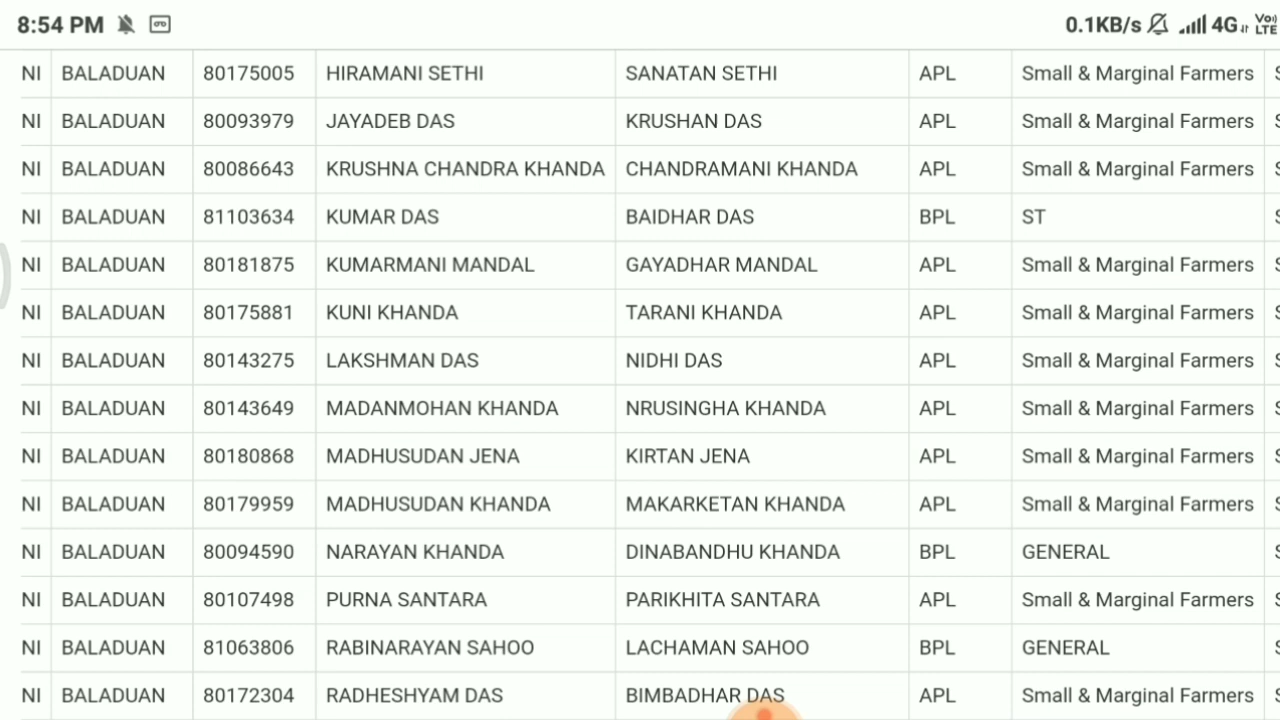 8:54 PM 0.1KB/s 4G Vo) LTE
NI BALADUAN 80175005 HIRAMANI SETHI SANATAN SETHI APL Small & Marginal Farmers S
NI BALADUAN 80093979 JAYADEB DAS KRUSHAN DAS APL Small & Marginal Farmers S
NI BALADUAN 80086643 KRUSHNA CHANDRA KHANDA CHANDRAMANI KHANDA APL Small & Marginal Farmers S
NI BALADUAN 81103634 KUMAR DAS BAIDHAR DAS BPL ST S
NI BALADUAN 80181875 KUMARMANI MANDAL GAYADHAR MANDAL APL Small & Marginal Farmers S
NI BALADUAN 80175881 KUNI KHANDA TARANI KHANDA APL Small & Marginal Farmers S
NI BALADUAN 80143275 LAKSHMAN DAS NIDHI DAS APL Small & Marginal Farmers S
NI BALADUAN 80143649 MADANMOHAN KHANDA NRUSINGHA KHANDA APL Small & Marginal Farmers S
NI BALADUAN 80180868 MADHUSUDAN JENA KIRTAN JENA APL Small & Marginal Farmers S
NI BALADUAN 80179959 MADHUSUDAN KHANDA MAKARKETAN KHANDA APL Small & Marginal Farmers S
NI BALADUAN 80094590 NARAYAN KHANDA DINABANDHU KHANDA BPL GENERAL S
NI BALADUAN 80107498 PURNA SANTARA PARIKHITA SANTARA APL Small & Marginal Farmers S
NI BALADUAN 81063806 RABINARAYAN SAHOO LACHAMAN SAHOO BPL GENERAL S
NI BALADUAN 80172304 RADHESHYAM DAS BIMBADHAR DAS APL Small & Marginal Farmers S